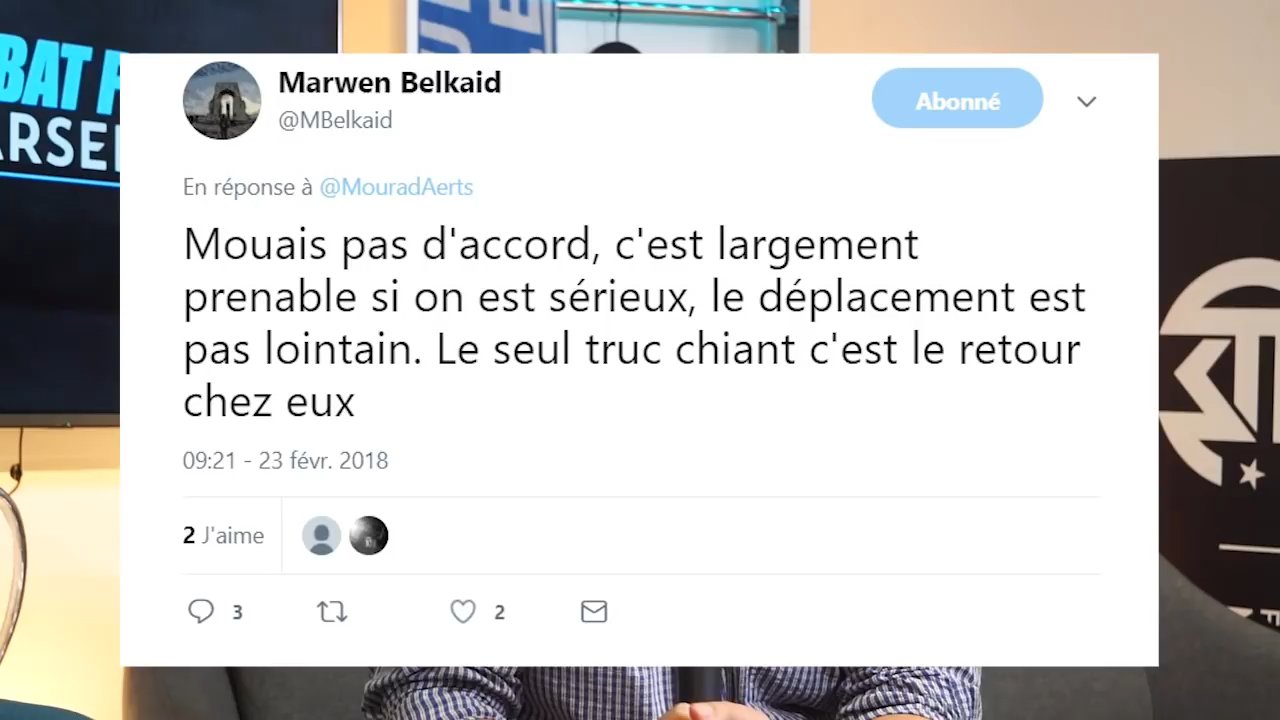 Marwen Belkaid
@MBelkaid
Abonné
En réponse à @MouradAerts
Mouais pas d'accord, c'est largement
prenable si on est sérieux, le déplacement est
pas lointain. Le seul truc chiant c'est le retour
chez eux
09:21 - 23 févr. 2018
2 J'aime
3
2